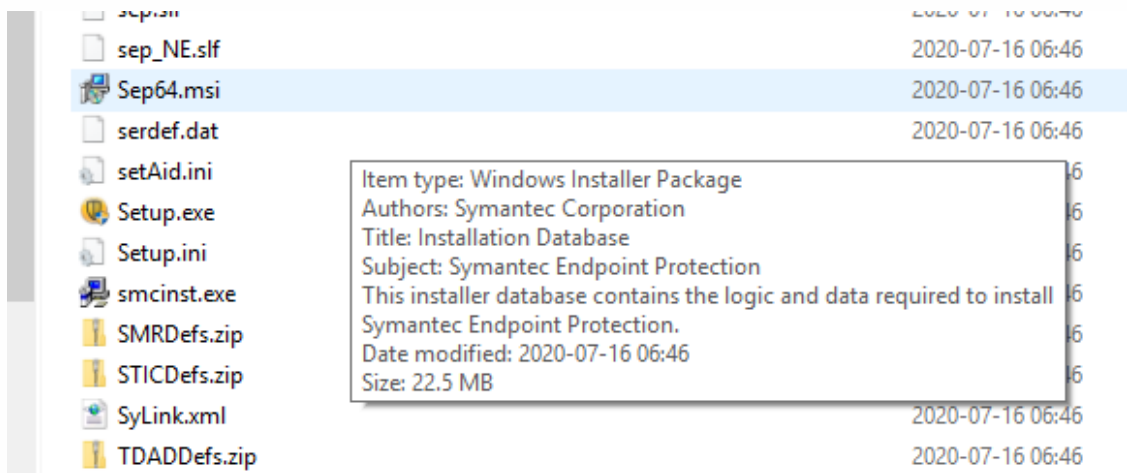 sep_NE.slf 2020-07-16 06:46
Sep64.msi 2020-07-16 06:46
serdef.dat 2020-07-16 06:46
setAid.ini
Setup.exe
Setup.ini
smcinst.exe
SMRDefs.zip
STICDefs.zip
Item type: Windows Installer Package
Authors: Symantec Corporation
Title: Installation Database
Subject: Symantec Endpoint Protection
This installer database contains the logic and data required to install
Symantec Endpoint Protection.
Date modified: 2020-07-16 06:46
Size: 22.5 MB
SyLink.xml 2020-07-16 06:46
TDADDefs.zip 2020-07-16 06:46